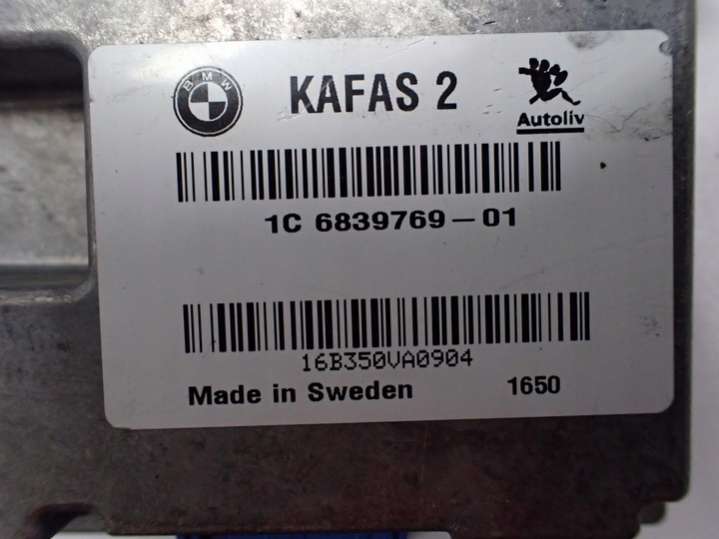 BMW KAFAS 2
Autoliv
1C 6839769-01
16B350VA0904
Made in Sweden 1650